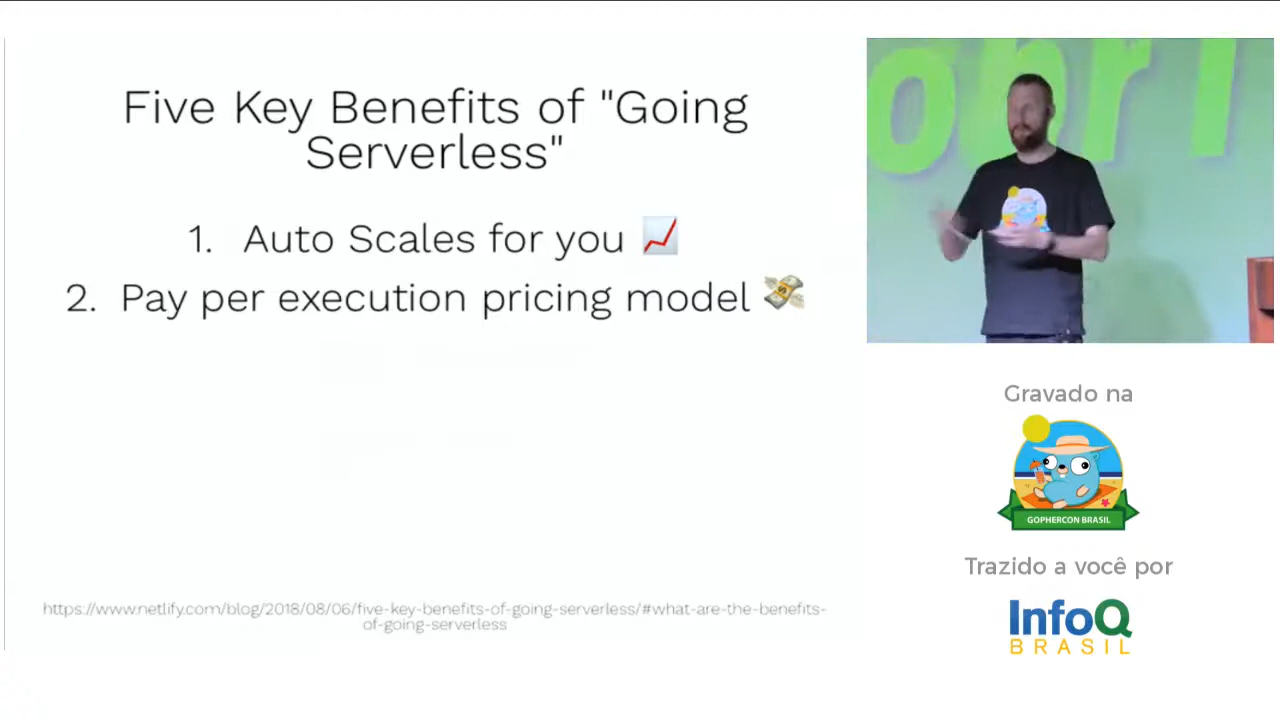 Five Key Benefits of "Going
Serverless"
1. Auto Scales for you
2. Pay per execution pricing model
https://www.netlify.com/blog/2018/08/06/five-key-benefits-of-going-serverless/#what-are-the-benefits-
of-going-serverless
Gravado na
GOPHERCON BRASIL
Trazido a você por
InfoQ
BRASIL